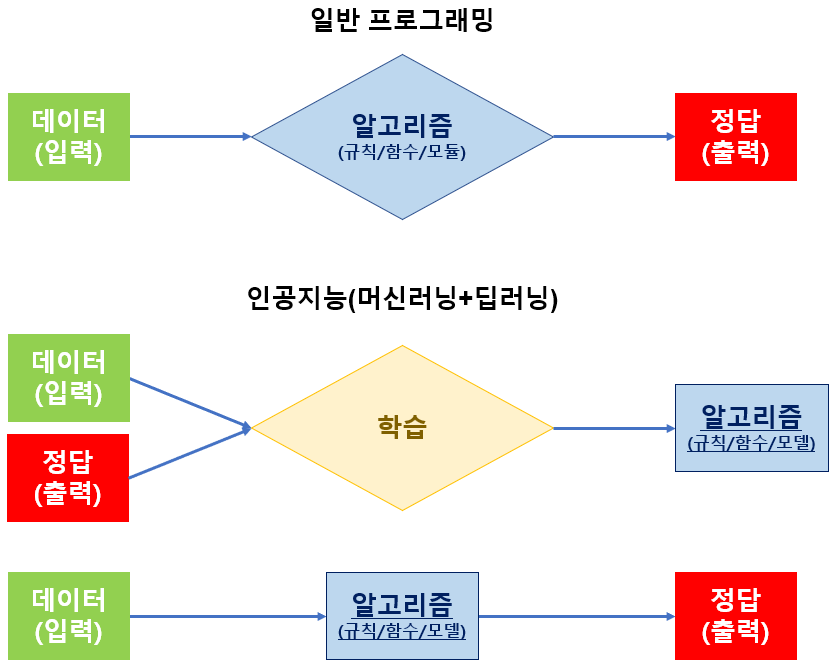 일반 프로그래밍
데이터
(입력)
알고리즘
(규칙/함수/모듈)
정답
(출력)
인공지능(머신러닝+딥러닝)
데이터
(입력)
정답
(출력)
학습
알고리즘
(규칙/함수/모델)
데이터
(입력)
알고리즘
(규칙/함수/모델)
정답
(출력)